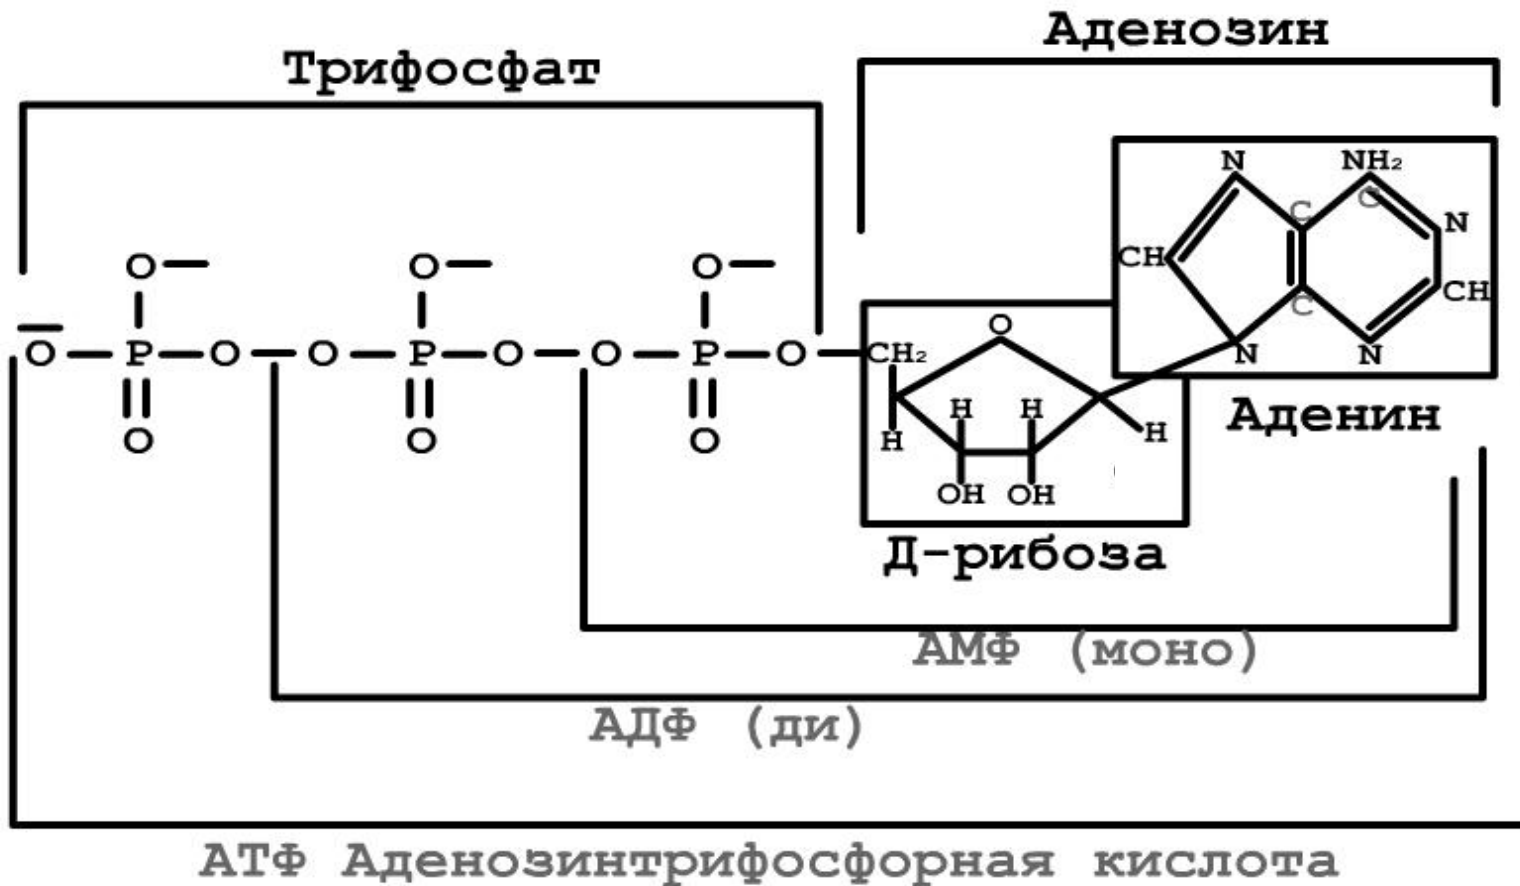 Аденозин
Трифосфат
N NH₂
C C
N
CH
CH
C
N N
O— O— O—
O—P—O—O—P—O—O—P—O—CH₂
O
O O O
H H H H
OH OH
Аденин
Д-рибоза
АМФ (моно)
АДФ (ди)
АТФ Аденозинтрифосфорная кислота